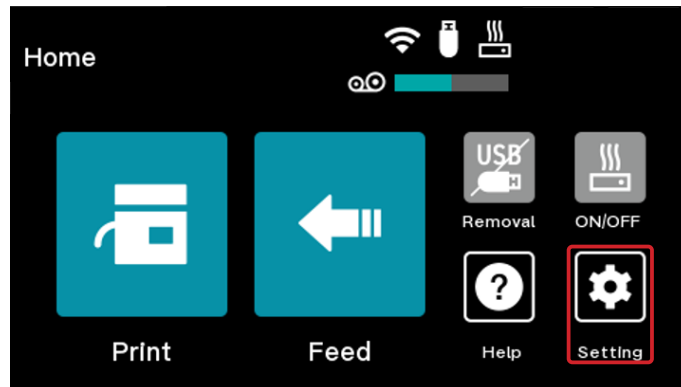 Home
USB
Removal
ON/OFF
?
Print
Feed
Help
Setting